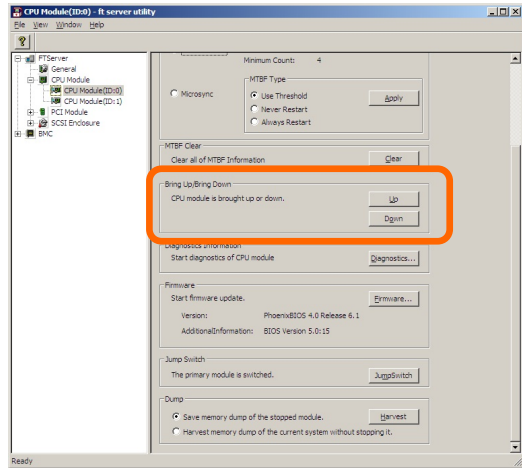 CPU Module(ID:0) - ft server utility
File View Window Help
FTServer
General
CPU Module
CPU Module(ID:0)
CPU Module(ID:1)
PCI Module
SCSI Enclosure
BMC
Minimum Count: 4
MTBF Type
Microsync
Use Threshold
Never Restart
Always Restart
Apply
MTBF Clear
Clear all of MTBF Information
Clear
Bring Up/Bring Down
CPU module is brought up or down.
Up
Down
Diagnostics Information
Start diagnostics of CPU module
Diagnostics...
Firmware
Start firmware update.
Firmware...
Version: PhoenixBIOS 4.0 Release 6.1
AdditionalInformation: BIOS Version 5.0:15
Jump Switch
The primary module is switched.
JumpSwitch
Dump
Save memory dump of the stopped module.
Harvest
Harvest memory dump of the current system without stopping it.
Ready